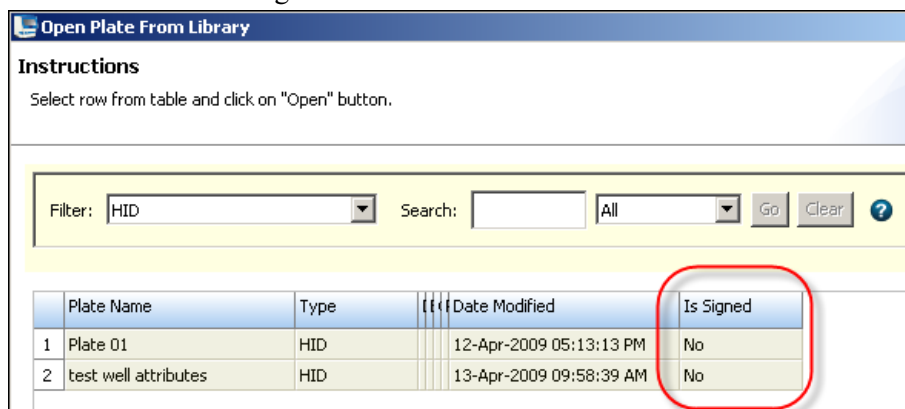 Open Plate From Library
Instructions
Select row from table and click on "Open" button.
Filter: HID Search: All Go Clear ?
Plate Name Type Date Modified Is Signed
1 Plate 01 HID 12-Apr-2009 05:13:13 PM No
2 test well attributes HID 13-Apr-2009 09:58:39 AM No